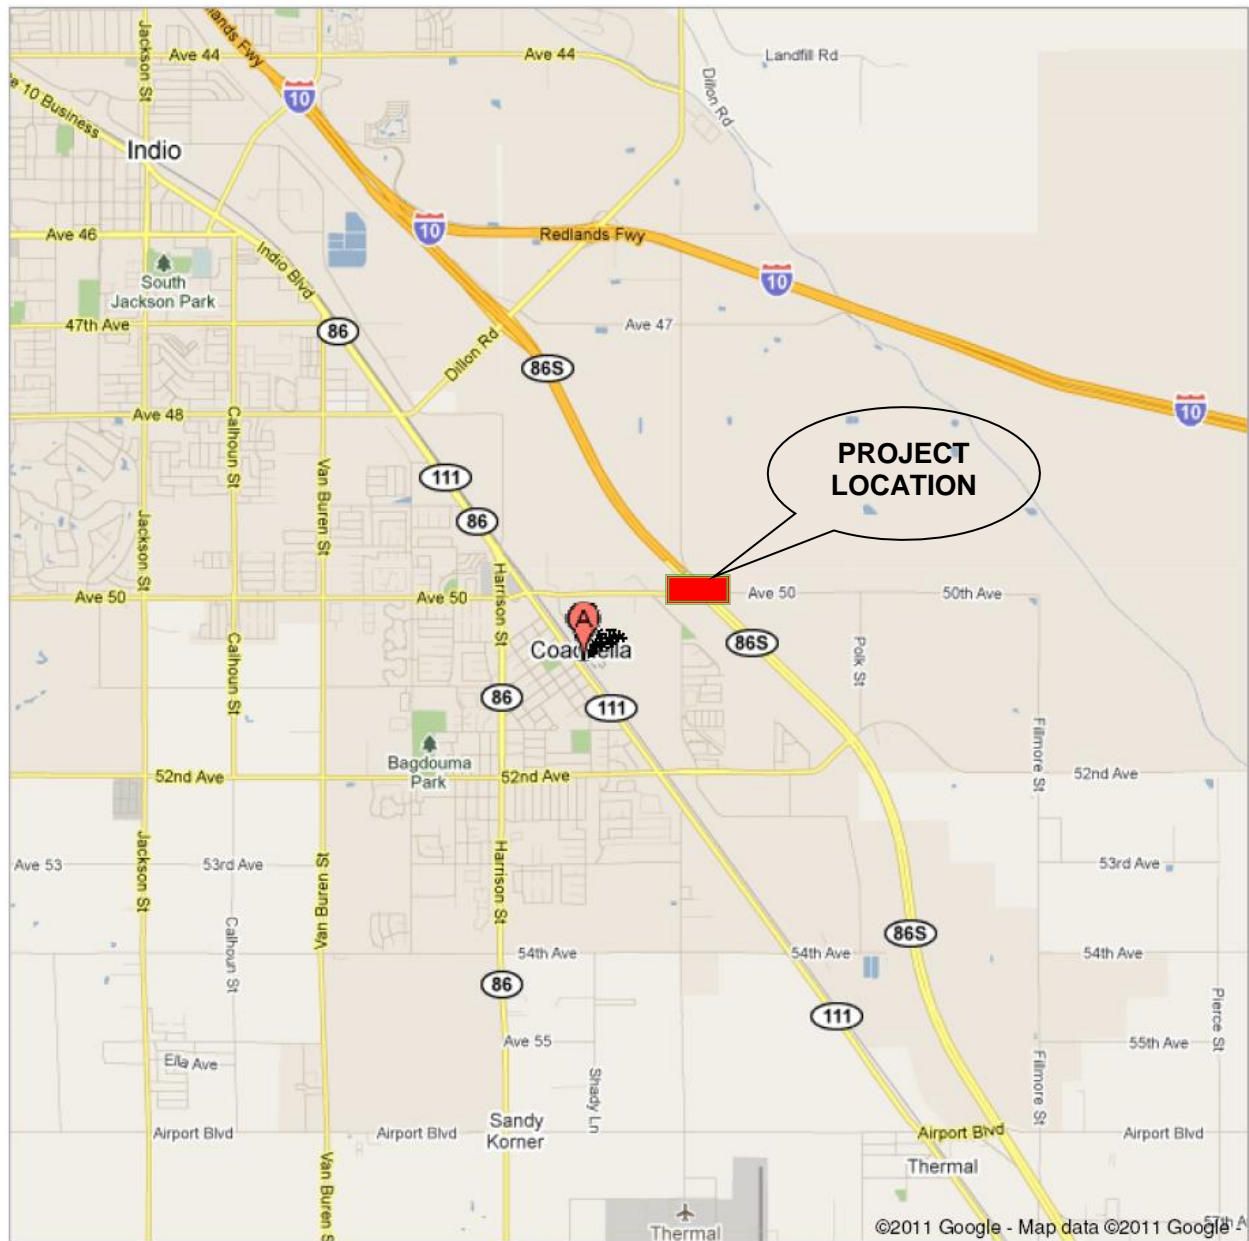 Ave 44
Ave 44
Landfill Rd
Jackson St
10
Dillon Rd
10 Business
Indio
10
Ave 46
Redlands Fwy
Indio Blvd
10
South
Jackson Park
47th Ave
86
Ave 47
Dillon Rd
86S
10
Ave 48
Calhoun St
PROJECT
LOCATION
111
Van Buren St
86
Jackson St
Harrison St
Ave 50
Ave 50
Ave 50
50th Ave
A
Calhoun St
86S
Polk St
86
111
Fillmore St
Bagdouma
Park
52nd Ave
52nd Ave
52nd Ave
Jackson St
Ave 53
53rd Ave
Van Buren St
Harrison St
53rd Ave
Calhoun St
86S
54th Ave
54th Ave
54th Ave
86
111
Pierce St
Ave 55
55th Ave
Ella Ave
Shady Ln
Fillmore St
Sandy
Korner
Airport Blvd
Airport Blvd
Airport Blvd
Airport Blvd
Van Buren S
Thermal
Thermal
©2011 Google - Map data ©2011 Google -